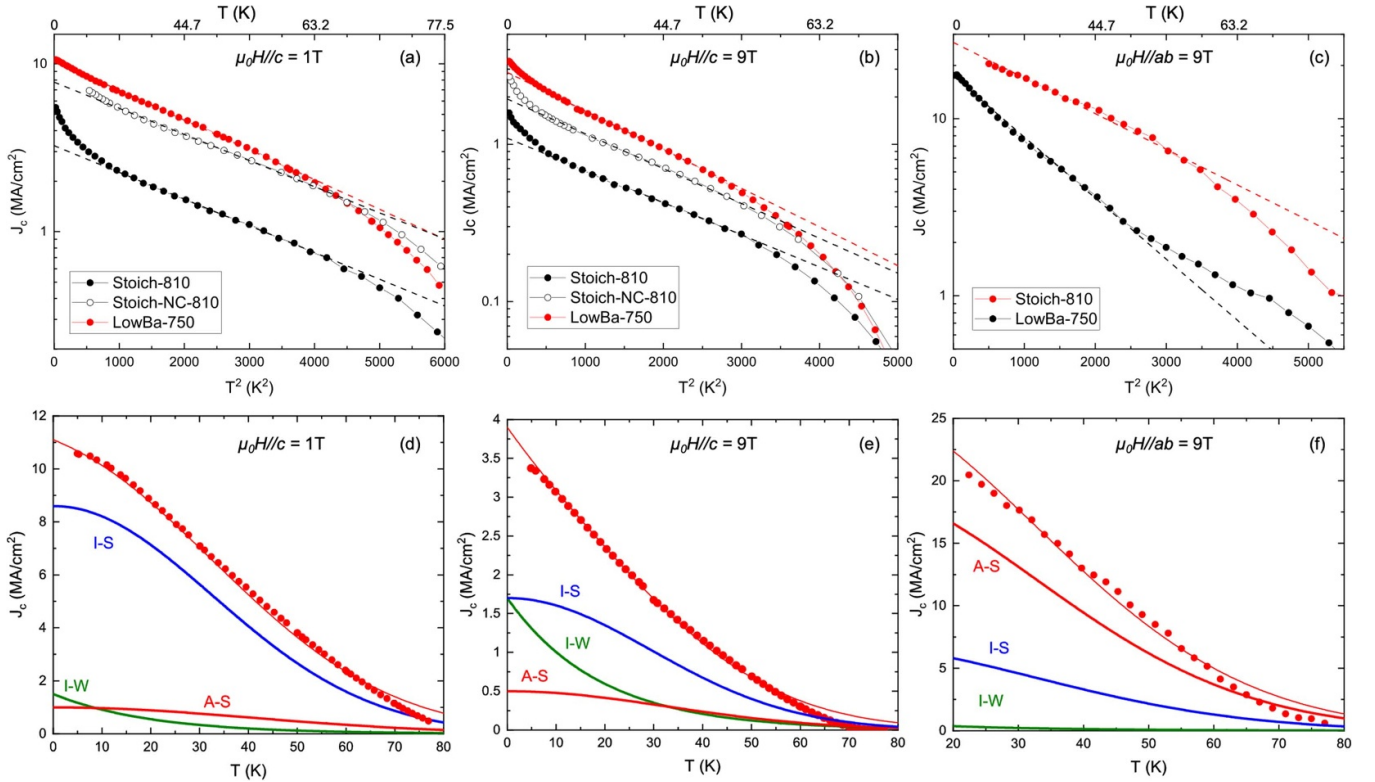 T (K)
0 44.7 63.2 77.5
μ₀H//c = 1T (a)
10
1
J_c (MA/cm²)
Stoich-810
Stoich-NC-810
LowBa-750
0 1000 2000 3000 4000 5000 6000
T² (K²)
T (K)
0 44.7 63.2
μ₀H//c = 9T (b)
1
0.1
Jc (MA/cm²)
Stoich-810
Stoich-NC-810
LowBa-750
0 1000 2000 3000 4000 5000
T² (K²)
T (K)
0 44.7 63.2
μ₀H//ab = 9T (c)
10
1
J_c (MA/cm²)
Stoich-810
LowBa-750
0 1000 2000 3000 4000 5000
T² (K²)
μ₀H//c = 1T (d)
12
10
8
6
4
2
0
J_c (MA/cm²)
I-S
I-W
A-S
0 10 20 30 40 50 60 70 80
T (K)
μ₀H//c = 9T (e)
4
3.5
3
2.5
2
1.5
1
0.5
0
J_c (MA/cm²)
I-S
I-W
A-S
0 10 20 30 40 50 60 70 80
T (K)
μ₀H//ab = 9T (f)
25
20
15
10
5
0
J_c (MA/cm²)
A-S
I-S
I-W
20 30 40 50 60 70 80
T (K)